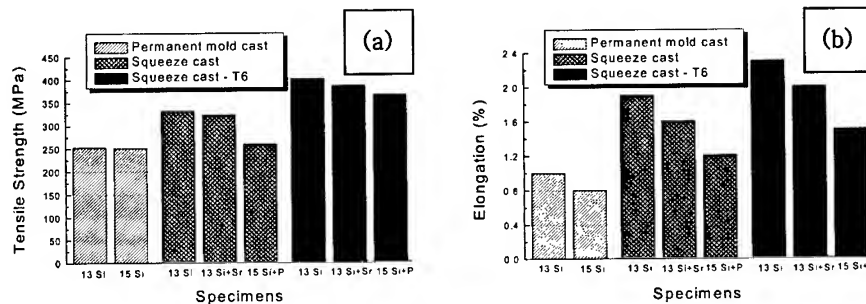 (a)
Permanent mold cast
Squeeze cast
Squeeze cast - T6
Tensile Strength (MPa)
450
400
350
300
250
200
150
100
50
0
13 Si
15 Si
13 Si
13 Si+Sr
15 Si+P
13 Si
13 Si+Sr
15 Si+P
Specimens
(b)
Permanent mold cast
Squeeze cast
Squeeze cast - T6
Elongation (%)
2.4
2.0
1.6
1.2
0.8
0.4
0.0
13 Si
15 Si
13 Si
13 Si+Sr
15 Si+P
13 Si
13 Si+Sr
15 Si+P
Specimens